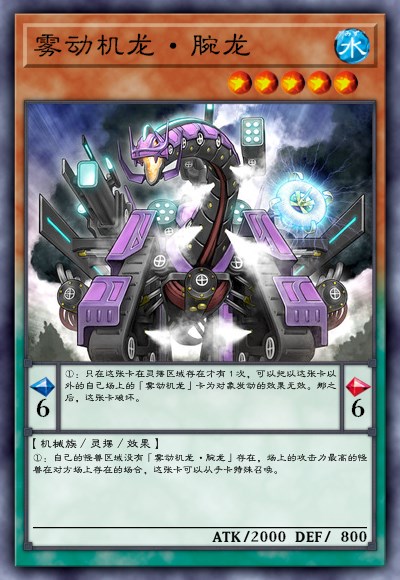 雾动机龙・腕龙
水
①：只在这张卡在灵摆区域存在才有1次，可以把以这张卡以
外的自己场上的「雾动机龙」卡为对象发动的效果无效。那之
后，这张卡破坏。
6
6
【机械族／灵摆／效果】
①：自己的怪兽区域没有「雾动机龙・腕龙」存在，场上的攻击力最高的怪
兽在对方场上存在的场合，这张卡可以从手卡特殊召唤。
ATK/2000 DEF/ 800